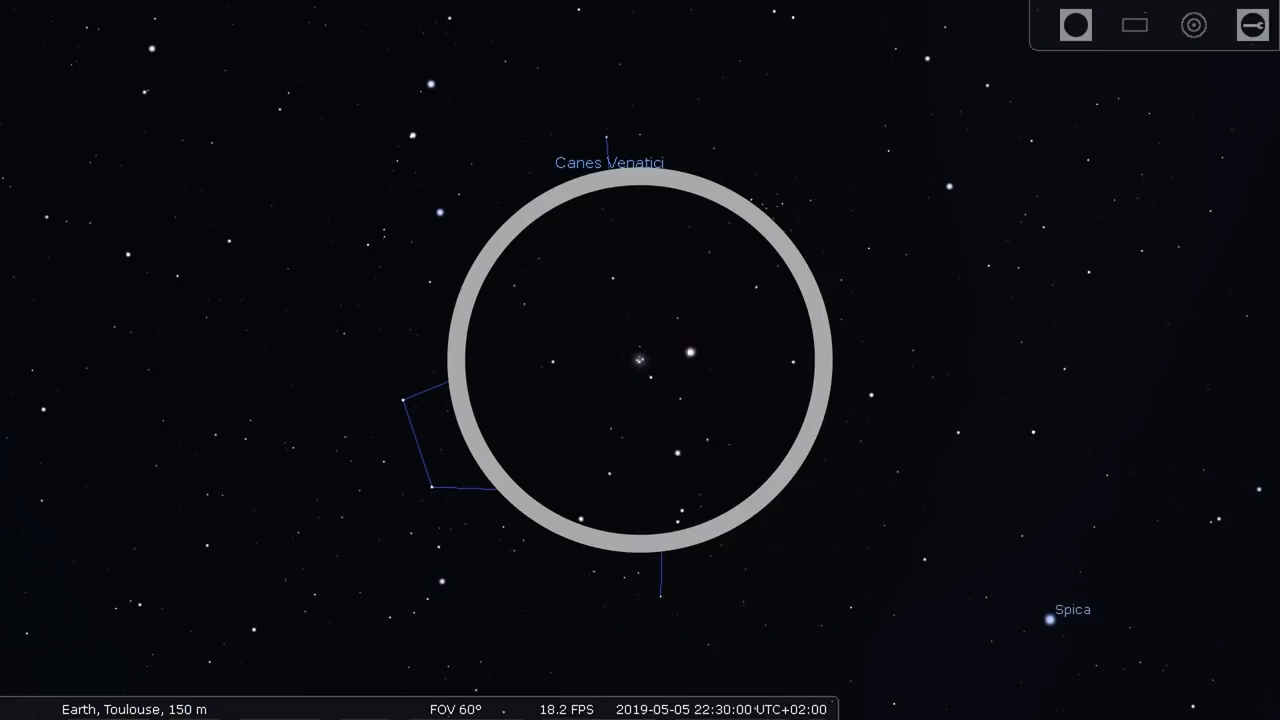 Canes Venatici
Spica
Earth, Toulouse, 150 m FOV 60° 18.2 FPS 2019-05-05 22:30:00 UTC+02:00